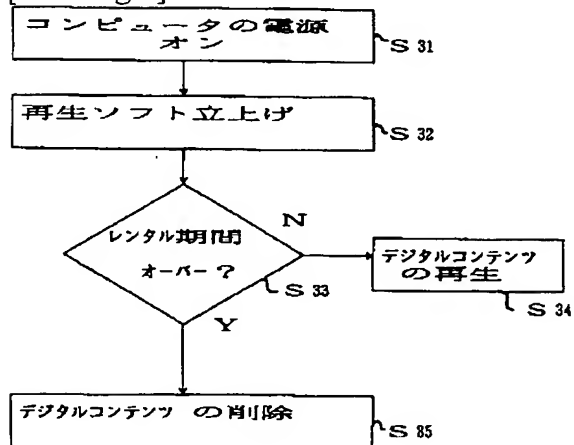 コンピュータの電源
オン
S 31
再生ソフト立上げ
S 32
レンタル期間
オーバー？
N
S 33
Y
デジタルコンテンツ
の再生
S 34
デジタルコンテンツ の削除
S 35